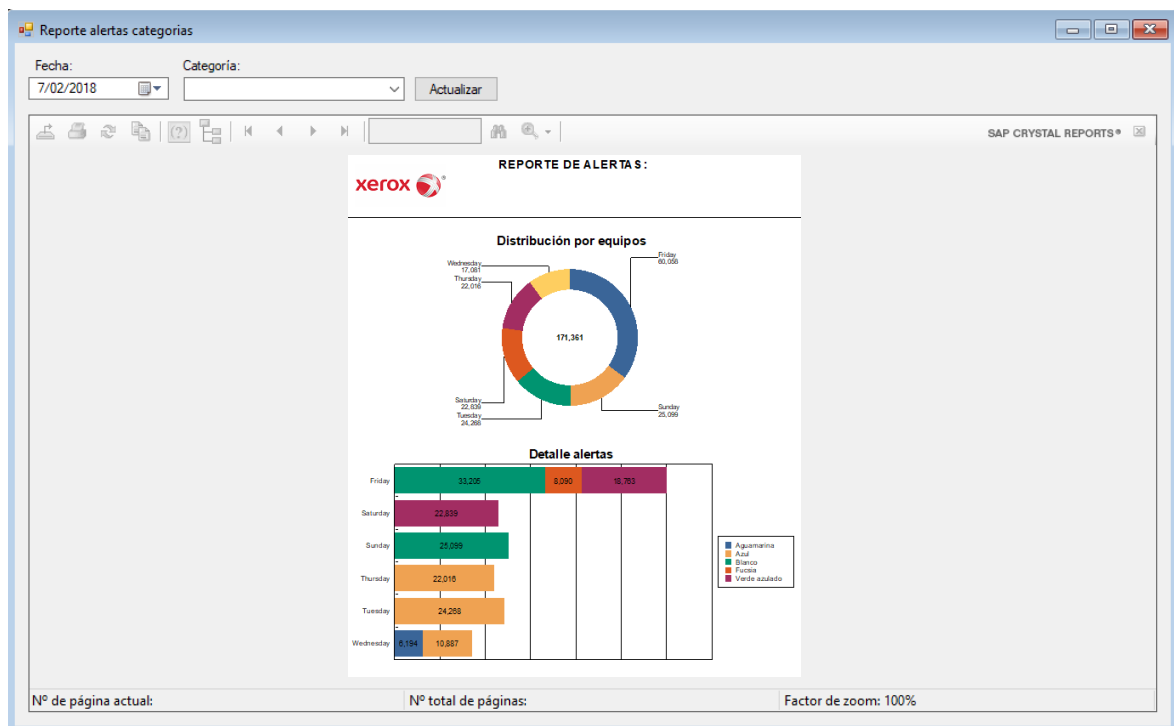 Reporte alertas categorias
Fecha:
Categoría:
7/02/2018
Actualizar
SAP CRYSTAL REPORTS®
REPORTE DE ALERTAS:
xerox
Distribución por equipos
Friday
60,056
Wednesday
17,081
Thursday
22,016
171,361
Saturday
22,839
Tuesday
24,268
Sunday
25,099
Detalle alertas
Friday 33,205 8,090 18,763
Saturday 22,839
Sunday 25,099
Thursday 22,016
Tuesday 24,268
Wednesday 6,194 10,887
Aguamarina
Azul
Blanco
Fucsia
Verde azulado
Nº de página actual: Nº total de páginas: Factor de zoom: 100%